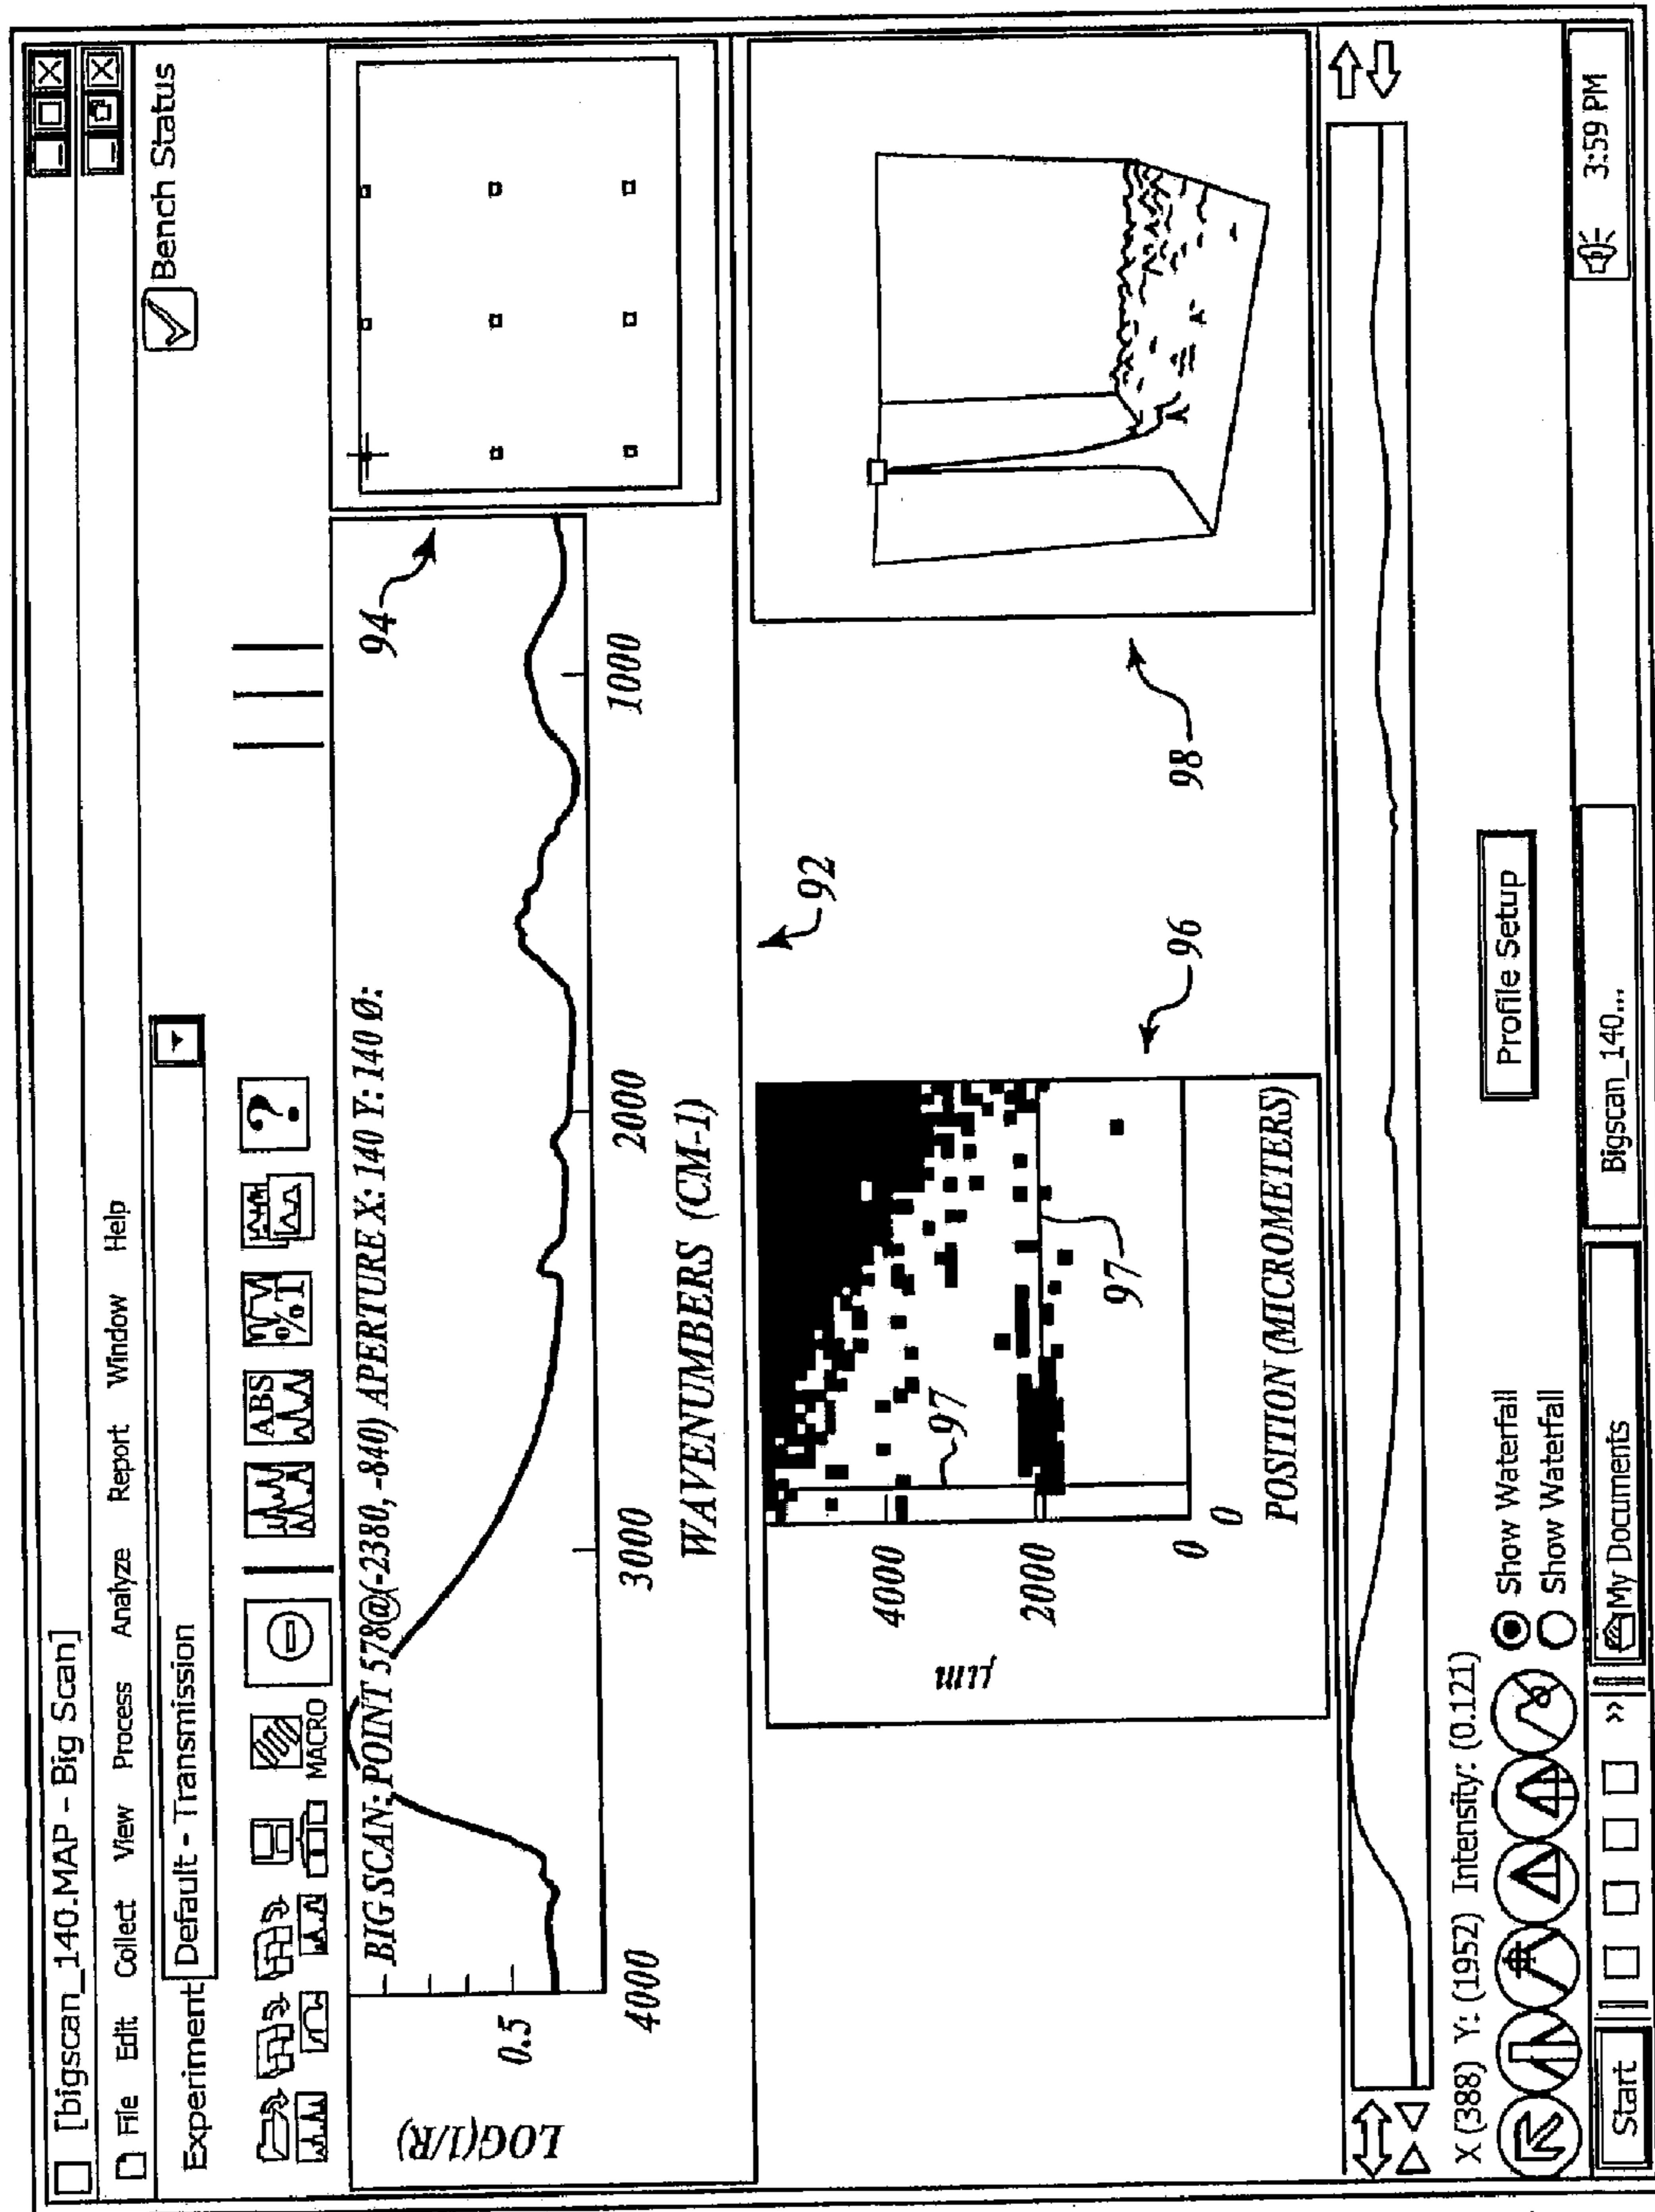 [bigscan_140.MAP - Big Scan]
File Edit Collect View Process Analyze Report Window Help
Experiment Default - Transmission
Bench Status
MACRO
ABS
%T
?
BIGSCAN: POINT 578@(-2380, -840) APERTURE X: 140 Y: 140 Ø:
94
LOG(1/R)
0.5
4000
3000
2000
1000
WAVENUMBERS (CM-1)
92
µm
4000
2000
0
0
97
97
POSITION (MICROMETERS)
96
98
X (388) Y: (1952) Intensity: (0.121)
Show Waterfall
Show Waterfall
Profile Setup
Start
»
My Documents
Bigscan_140...
3:59 PM